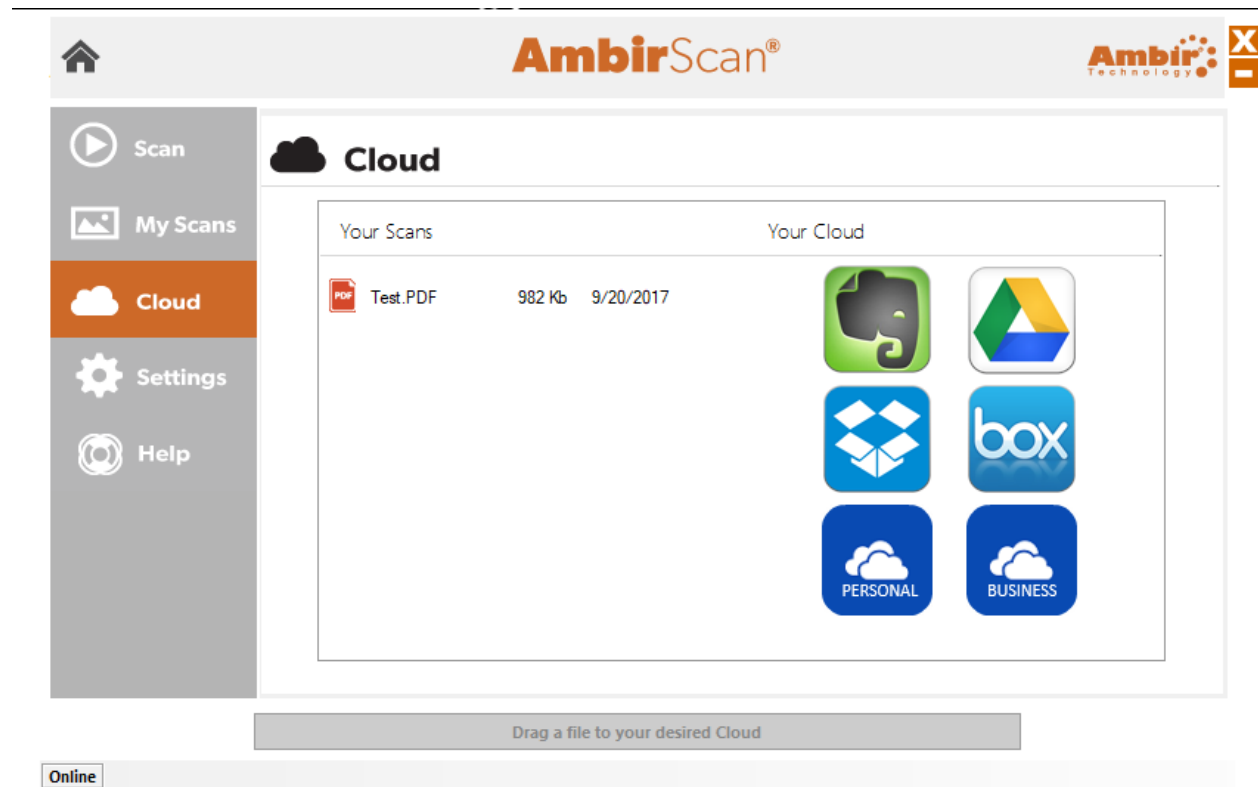 AmbirScan®
Ambir
Technology
X
Scan
My Scans
Cloud
Settings
Help
Cloud
Your Scans
Your Cloud
PDF Test.PDF 982 Kb 9/20/2017
box
PERSONAL
BUSINESS
Drag a file to your desired Cloud
Online